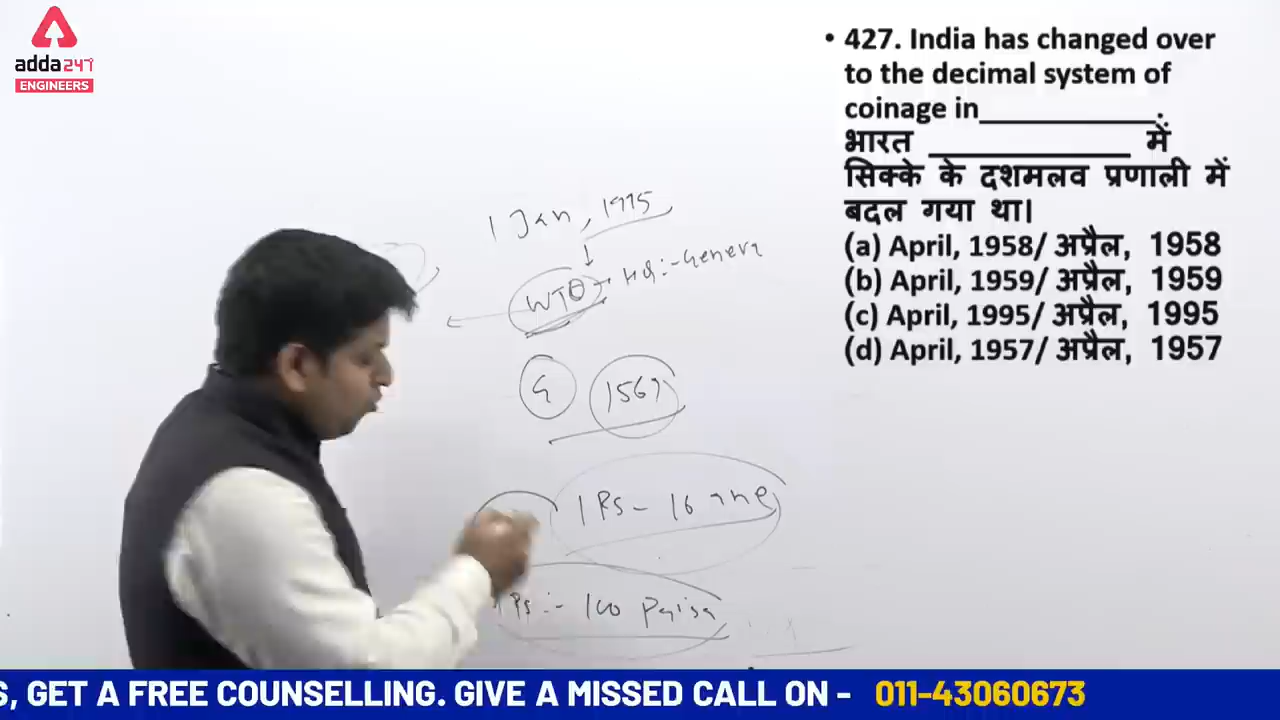 adda247
ENGINEERS
• 427. India has changed over
to the decimal system of
coinage in____________.
भारत ____________ में
सिक्के के दशमलव प्रणाली में
बदल गया था।
(a) April, 1958/ अप्रैल, 1958
(b) April, 1959/ अप्रैल, 1959
(c) April, 1995/ अप्रैल, 1995
(d) April, 1957/ अप्रैल, 1957
1 Jan, 1995
WTO HQ:-Geneva
1 Rs - 16 ane
1 Rs :- 100 Paisa
S, GET A FREE COUNSELLING. GIVE A MISSED CALL ON - 011-43060673